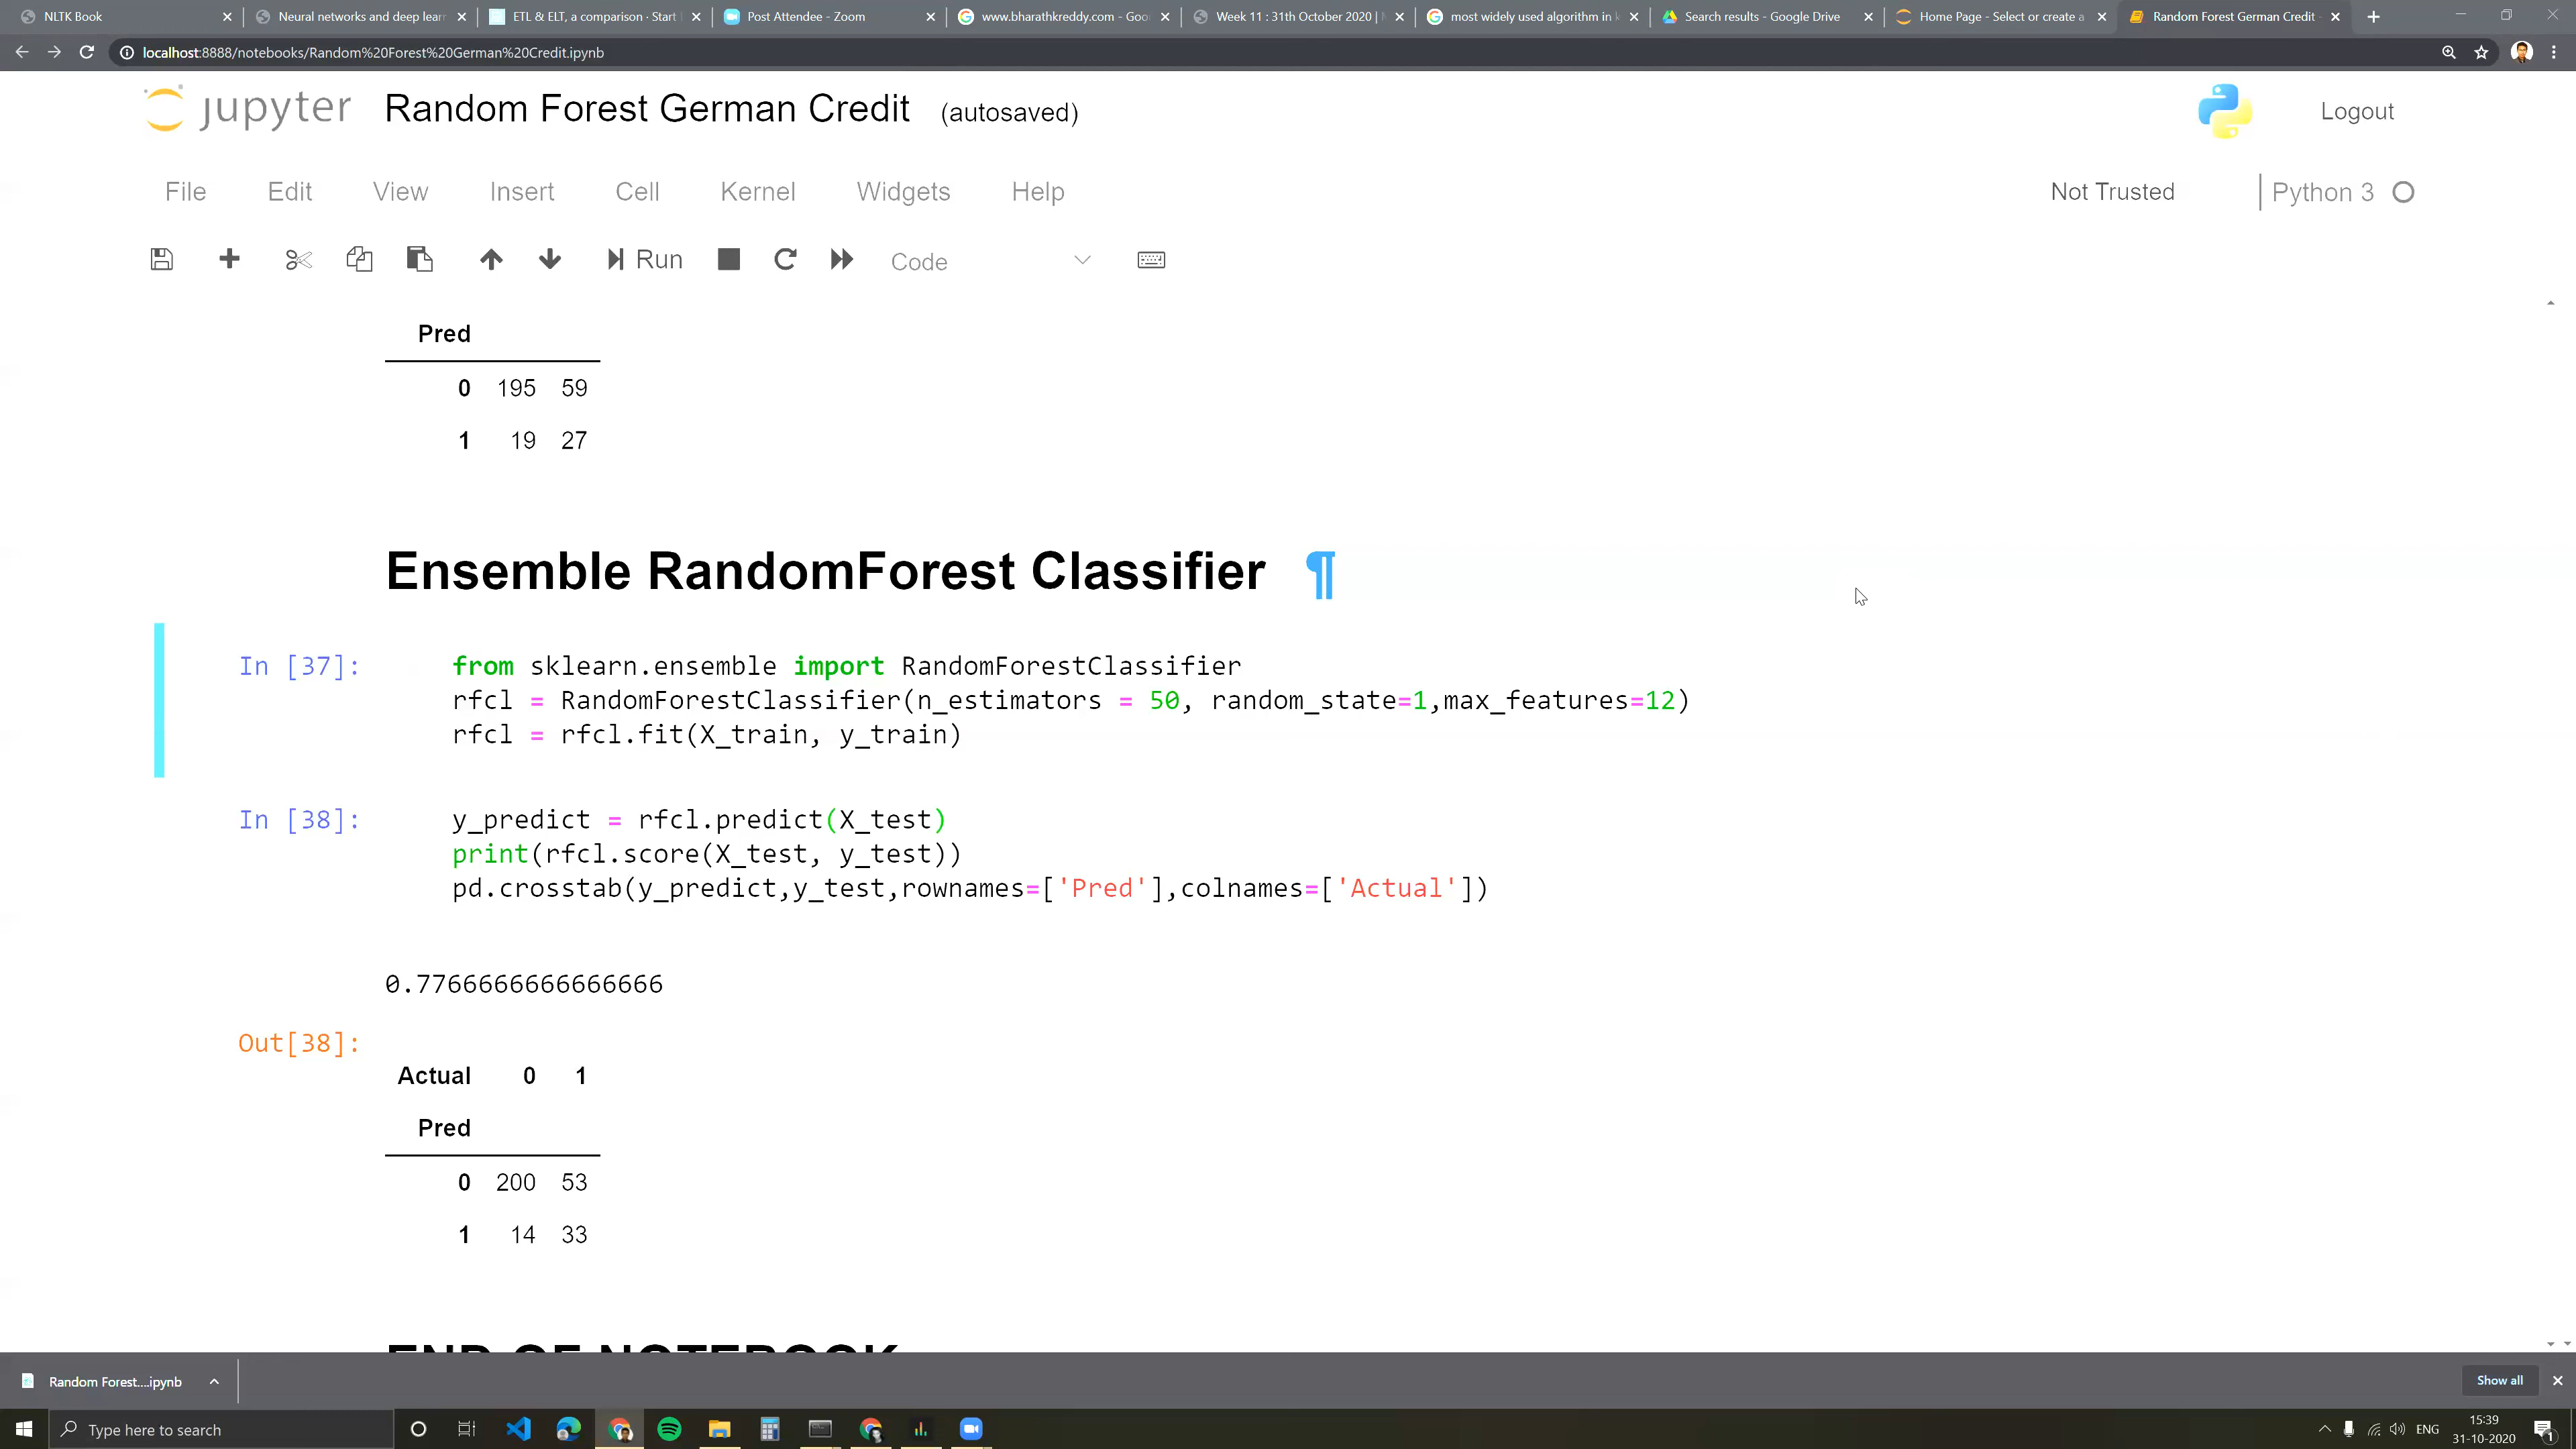 NLTK Book
Neural networks and deep lear
ETL & ELT, a comparison · Start
Post Attendee - Zoom
www.bharathkreddy.com - Goo
Week 11 : 31th October 2020 |
most widely used algorithm in k
Search results - Google Drive
Home Page - Select or create a
Random Forest German Credit
localhost:8888/notebooks/Random%20Forest%20German%20Credit.ipynb
jupyter Random Forest German Credit (autosaved)
Logout
File Edit View Insert Cell Kernel Widgets Help
Not Trusted
Python 3
Run
Code
Pred
0 195 59
1 19 27
Ensemble RandomForest Classifier ¶
In [37]: from sklearn.ensemble import RandomForestClassifier
rfcl = RandomForestClassifier(n_estimators = 50, random_state=1,max_features=12)
rfcl = rfcl.fit(X_train, y_train)
In [38]: y_predict = rfcl.predict(X_test)
print(rfcl.score(X_test, y_test))
pd.crosstab(y_predict,y_test,rownames=['Pred'],colnames=['Actual'])
0.7766666666666666
Out[38]:
Actual 0 1
Pred
0 200 53
1 14 33
END OF NOTEBOOK
Random Forest....ipynb
Show all
Type here to search
ENG
15:39
31-10-2020
1